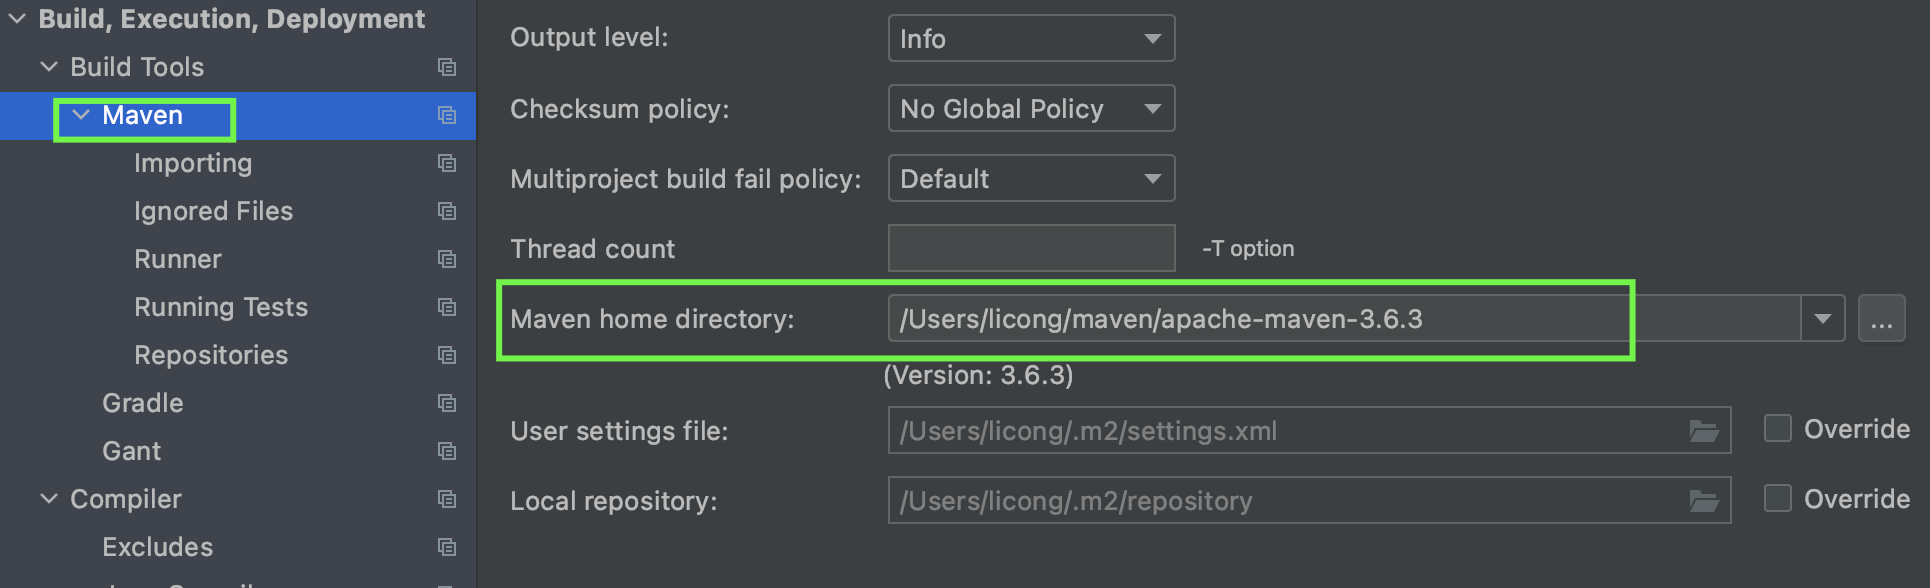 Build, Execution, Deployment
Build Tools
Maven
Importing
Ignored Files
Runner
Running Tests
Repositories
Gradle
Gant
Compiler
Excludes
Output level: Info
Checksum policy: No Global Policy
Multiproject build fail policy: Default
Thread count -T option
Maven home directory: /Users/licong/maven/apache-maven-3.6.3 ...
(Version: 3.6.3)
User settings file: /Users/licong/.m2/settings.xml Override
Local repository: /Users/licong/.m2/repository Override